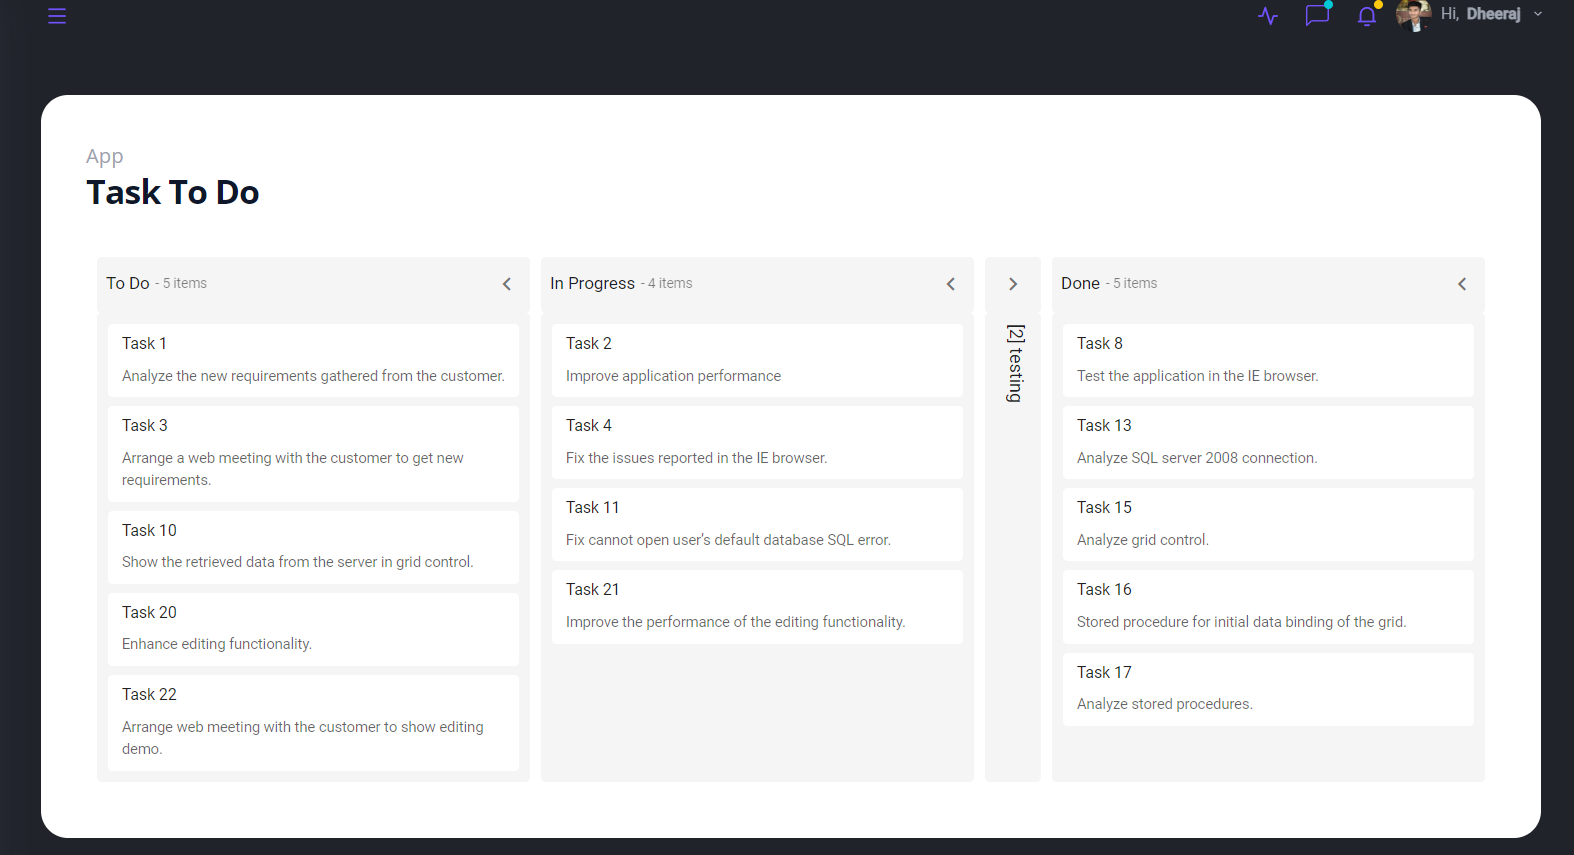 Hi, Dheeraj
App
Task To Do
To Do - 5 items
Task 1
Analyze the new requirements gathered from the customer.
Task 3
Arrange a web meeting with the customer to get new
requirements.
Task 10
Show the retrieved data from the server in grid control.
Task 20
Enhance editing functionality.
Task 22
Arrange web meeting with the customer to show editing
demo.
In Progress - 4 items
Task 2
Improve application performance
Task 4
Fix the issues reported in the IE browser.
Task 11
Fix cannot open user’s default database SQL error.
Task 21
Improve the performance of the editing functionality.
[2] testing
Done - 5 items
Task 8
Test the application in the IE browser.
Task 13
Analyze SQL server 2008 connection.
Task 15
Analyze grid control.
Task 16
Stored procedure for initial data binding of the grid.
Task 17
Analyze stored procedures.